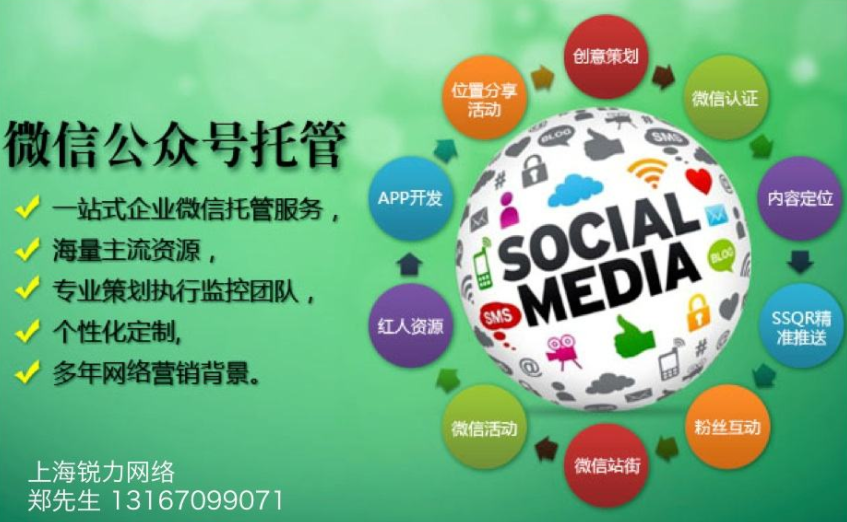 微信公众号托管
一站式企业微信托管服务，
海量主流资源，
专业策划执行监控团队，
个性化定制,
多年网络营销背景。
上海锐力网络
郑先生 13167099071
创意策划
微信认证
内容定位
SSQR精
准推送
粉丝互动
微信站街
微信活动
红人资源
APP开发
位置分享
活动
SOCIAL
MEDIA
BLOG
SMS
BLOG
SMS